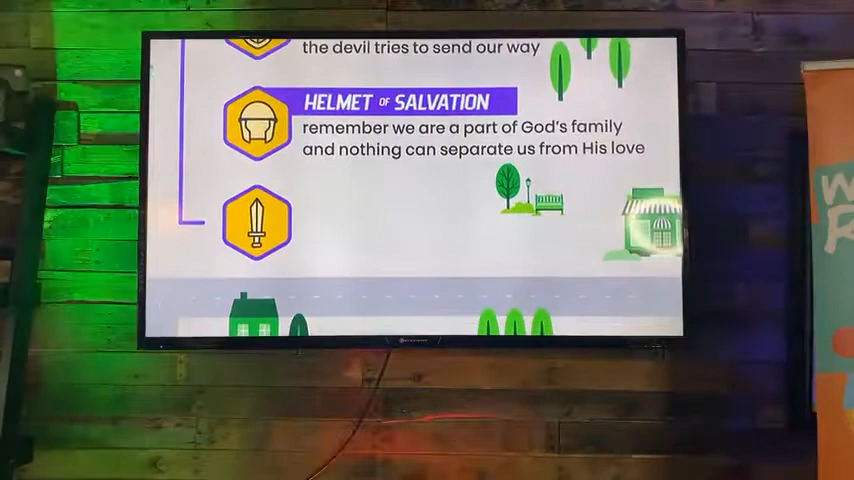 the devil tries to send our way
HELMET OF SALVATION
remember we are a part of God's family
and nothing can separate us from His love